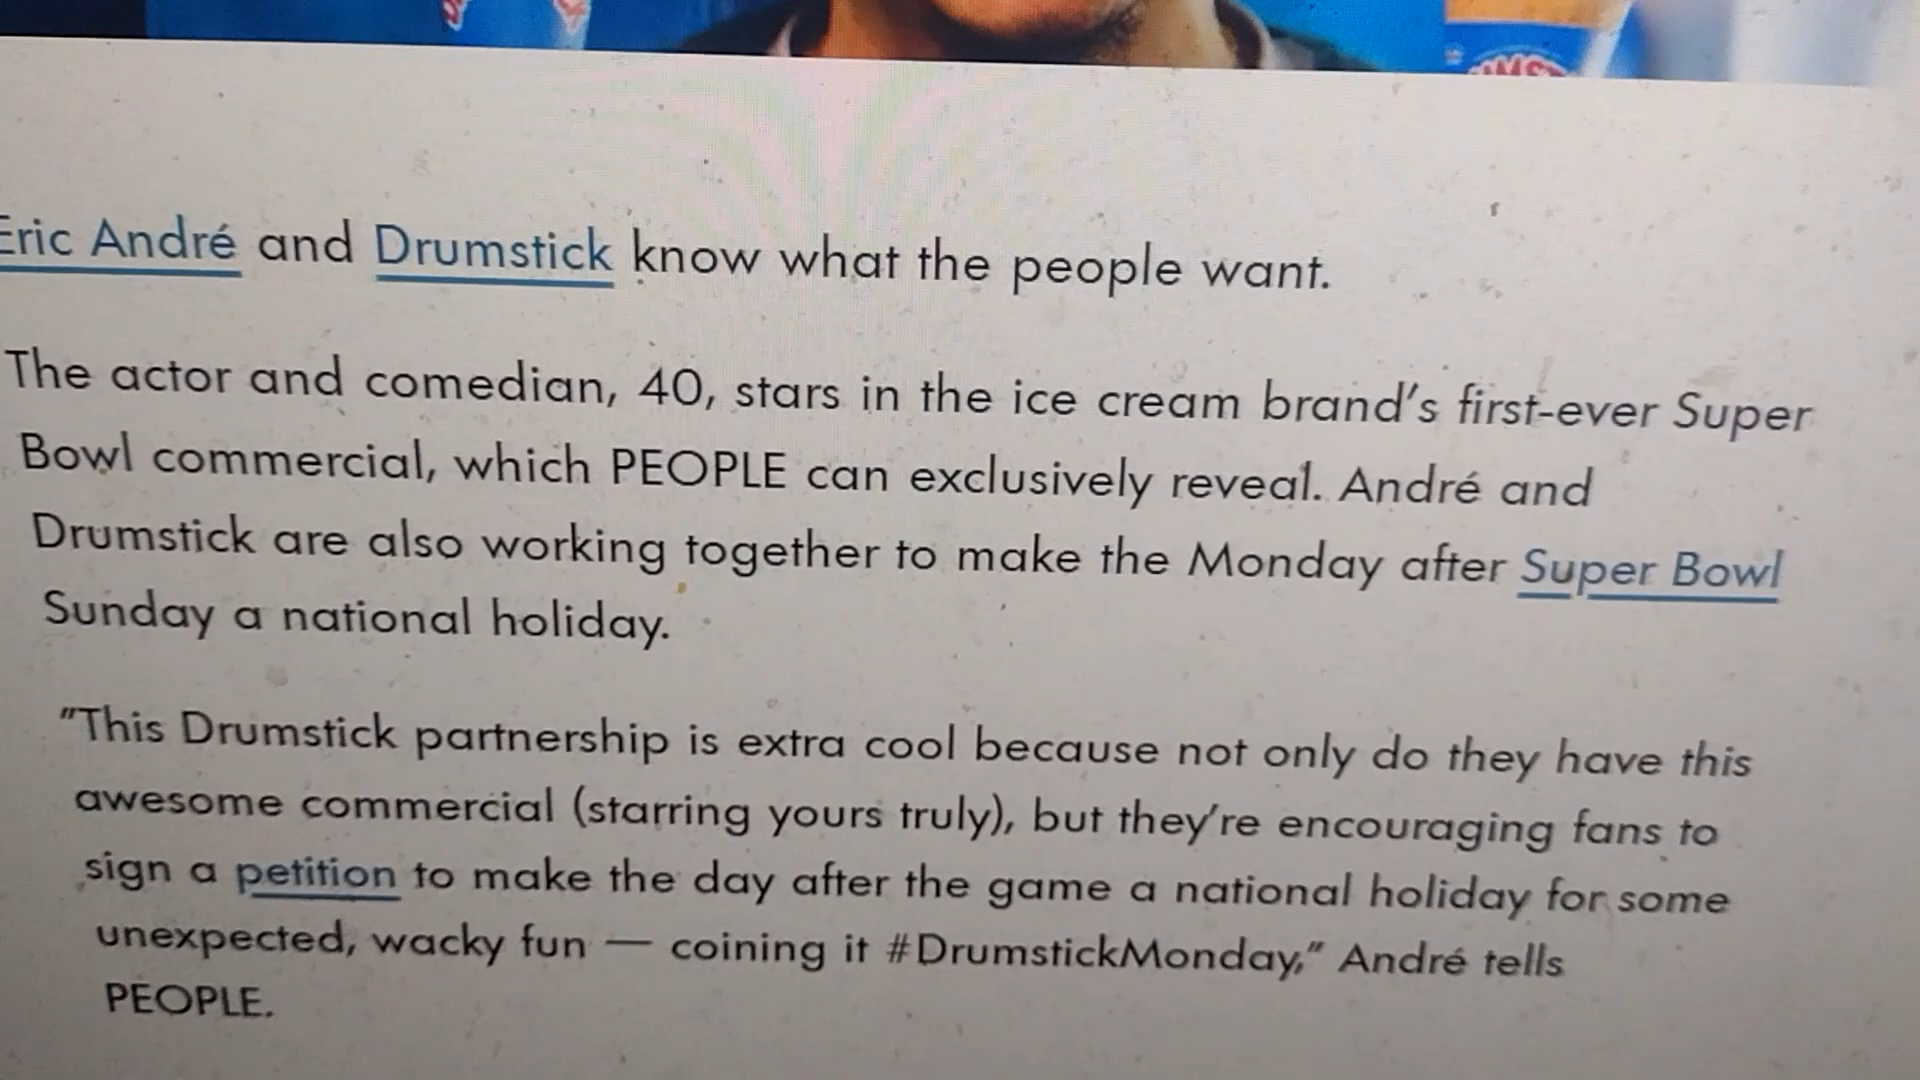 Eric André and Drumstick know what the people want.
The actor and comedian, 40, stars in the ice cream brand's first-ever Super
Bowl commercial, which PEOPLE can exclusively reveal. André and
Drumstick are also working together to make the Monday after Super Bowl
Sunday a national holiday.
"This Drumstick partnership is extra cool because not only do they have this
awesome commercial (starring yours truly), but they're encouraging fans to
sign a petition to make the day after the game a national holiday for some
unexpected, wacky fun — coining it #DrumstickMonday," André tells
PEOPLE.